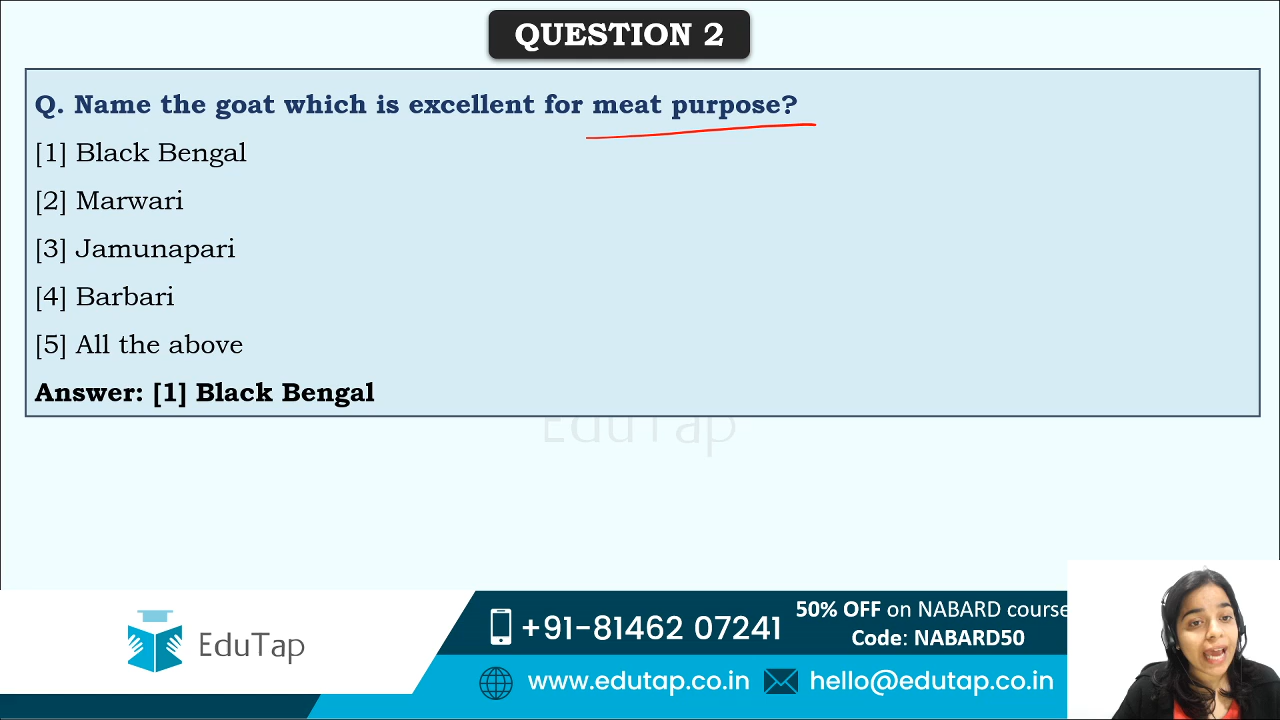 QUESTION 2
Q. Name the goat which is excellent for meat purpose?
[1] Black Bengal
[2] Marwari
[3] Jamunapari
[4] Barbari
[5] All the above
Answer: [1] Black Bengal
EduTap
EduTap
+91-81462 07241
50% OFF on NABARD course
Code: NABARD50
www.edutap.co.in
hello@edutap.co.in